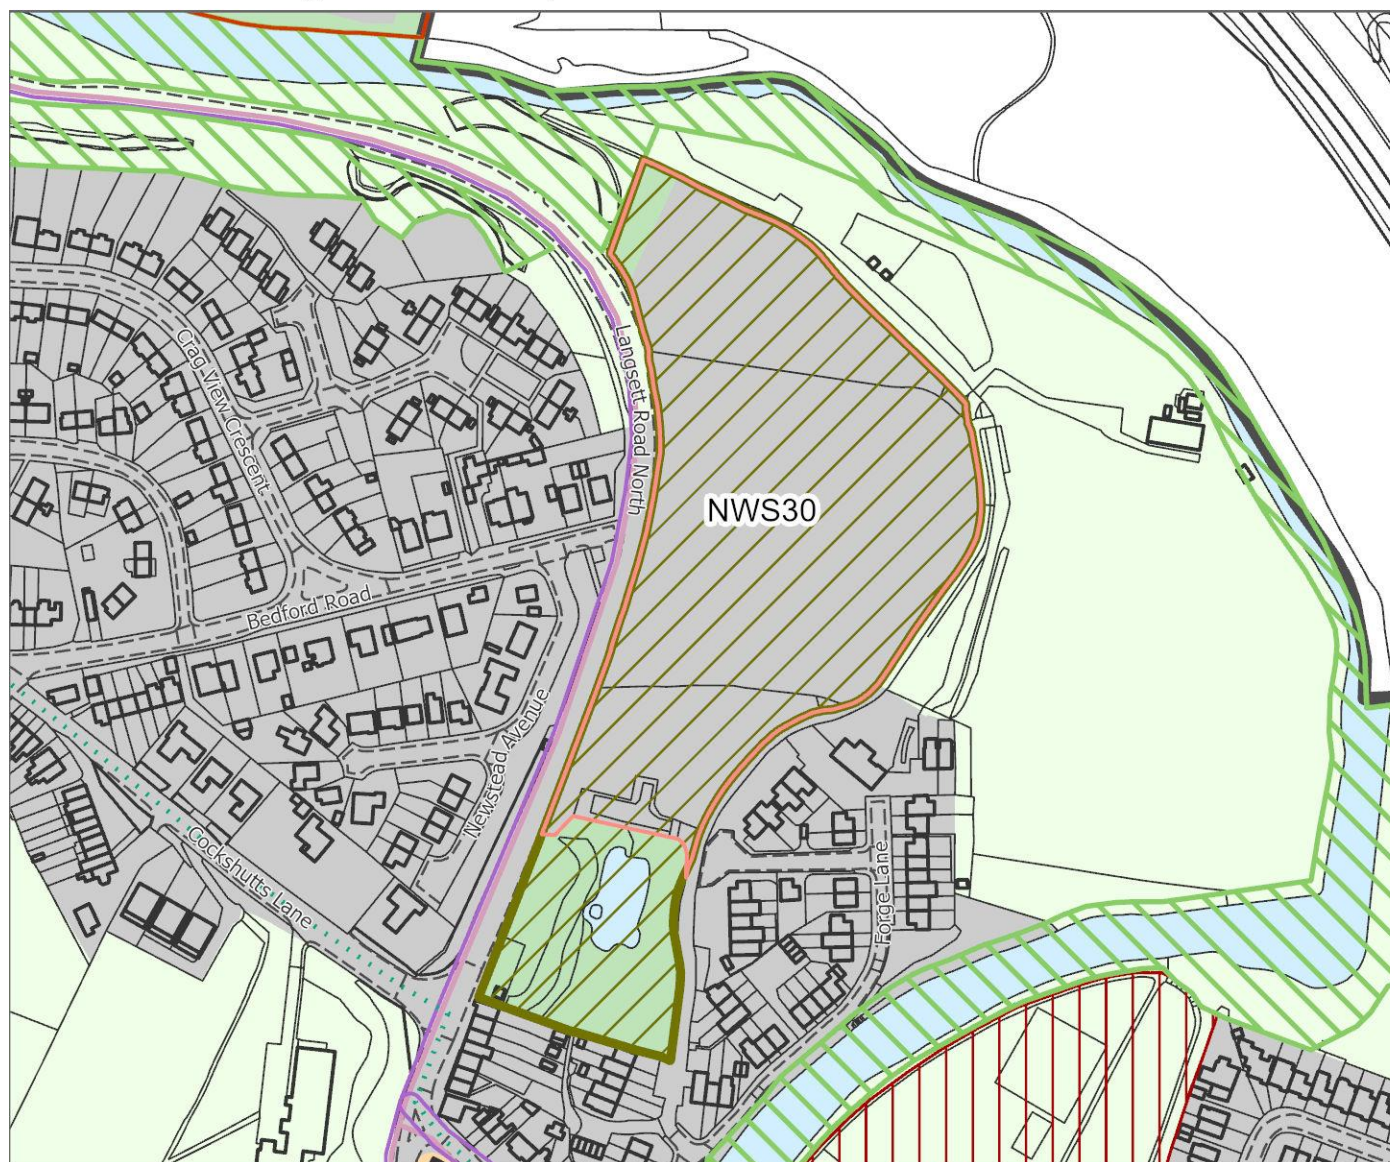 Langsett Road North
Crag View Crescent
NWS30
Bedford Road
Newstead Avenue
Cockshutts Lane
Forge Lane